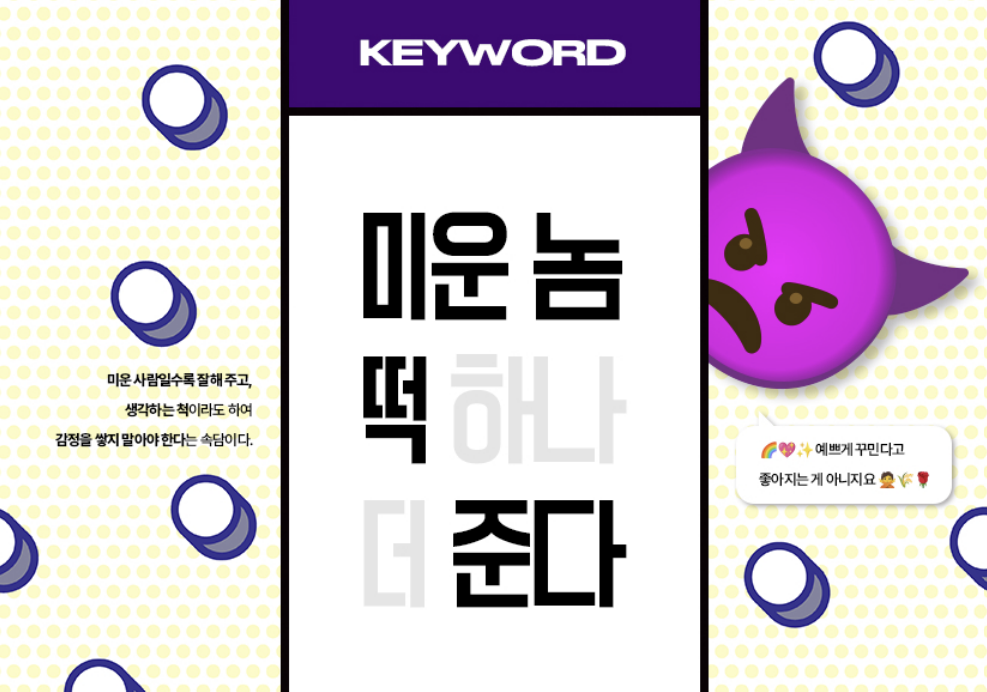 KEYWORD
미운 놈
떡 해나
더 준다
미운 사람일수록 잘해 주고,
생각하는 척이라도 하여
감정을 쌓지 말아야 한다는 속담이다.
🌈💖✨ 예쁘게 꾸민다고
좋아지는 게 아니지요 🙅🌾🌹